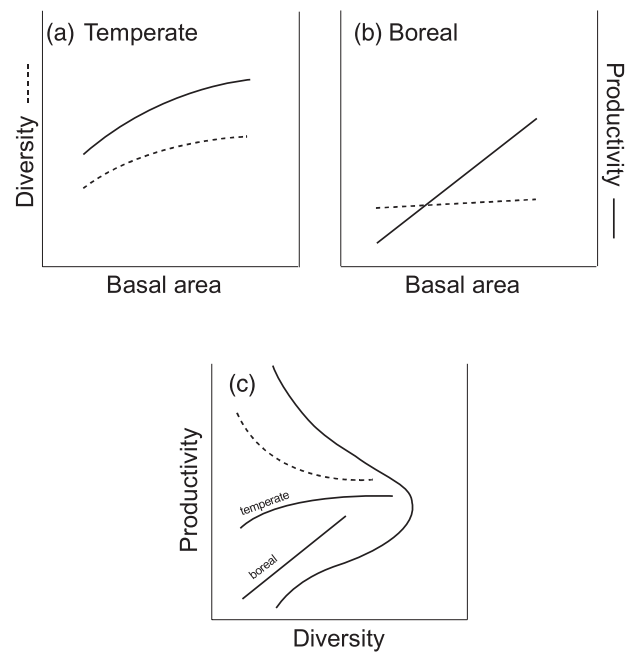 (a) Temperate
Diversity
Basal area
(b) Boreal
Productivity
Basal area
(c)
temperate
boreal
Productivity
Diversity